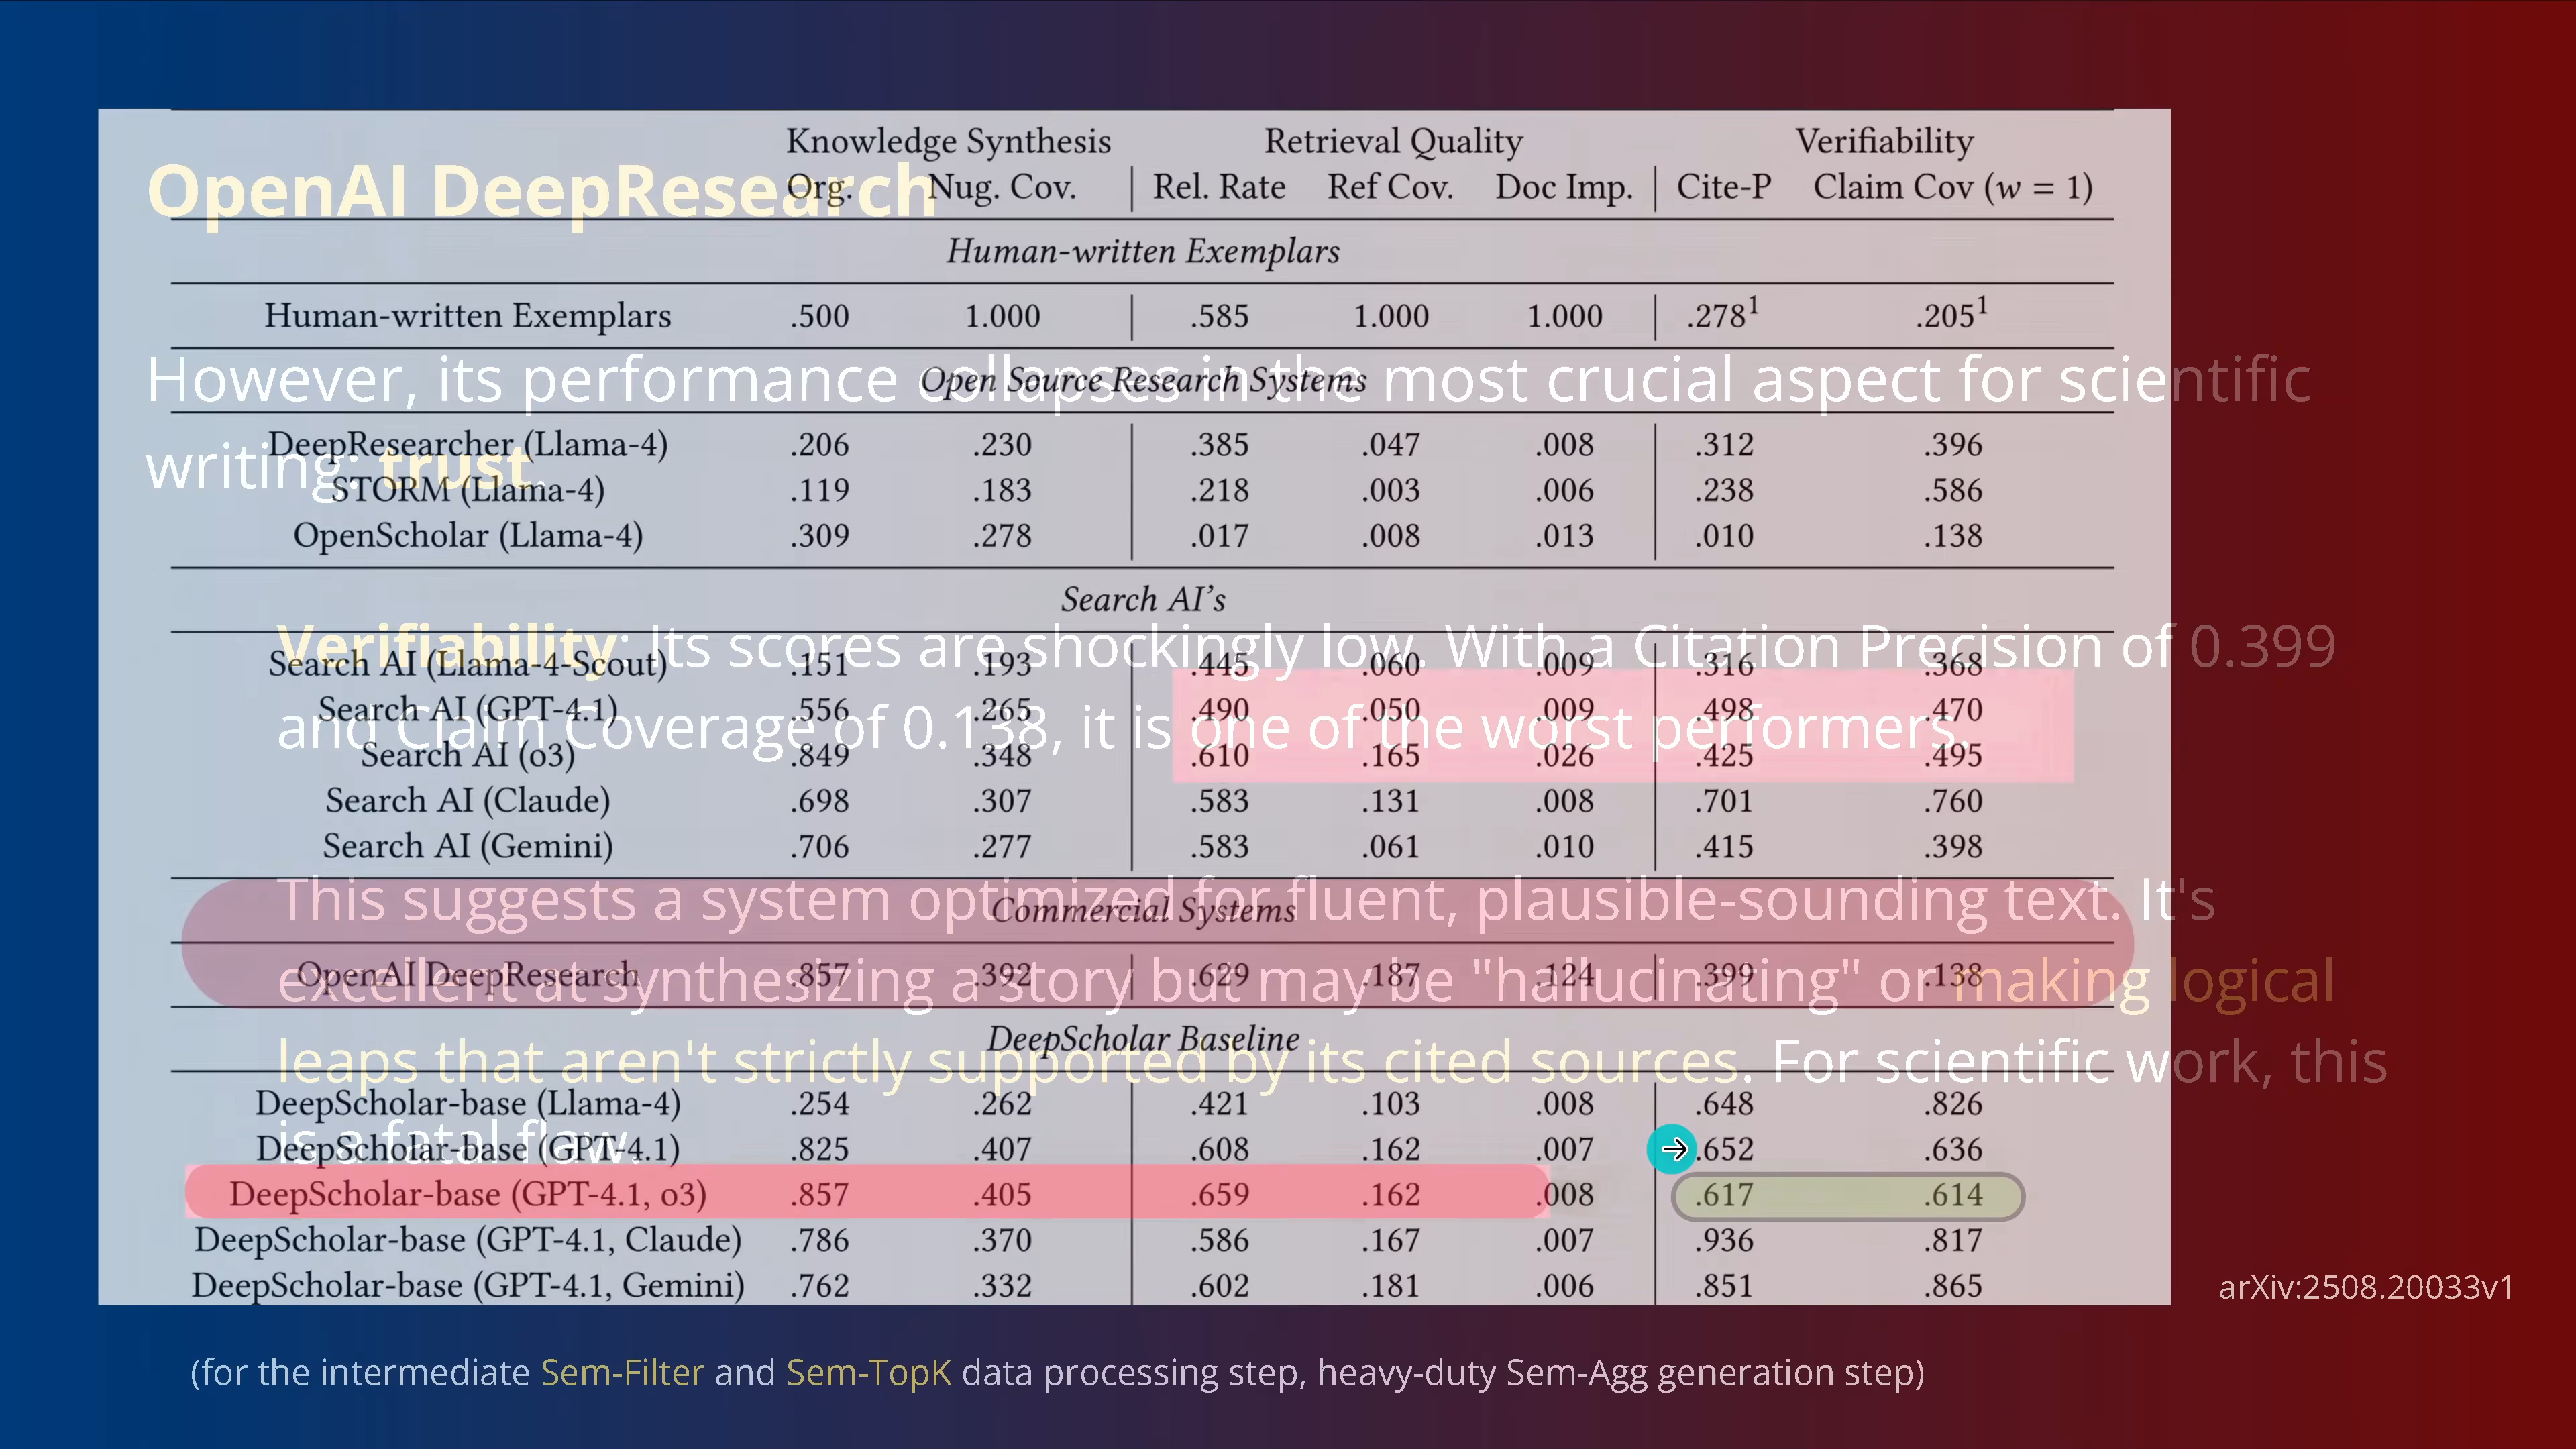 Knowledge Synthesis Retrieval Quality Verifiability
Org. Nug. Cov. Rel. Rate Ref Cov. Doc Imp. Cite-P Claim Cov (w = 1)
Human-written Exemplars
Human-written Exemplars .500 1.000 .585 1.000 1.000 .278¹ .205¹
Open Source Research Systems
DeepResearcher (Llama-4) .206 .230 .385 .047 .008 .312 .396
STORM (Llama-4) .119 .183 .218 .003 .006 .238 .586
OpenScholar (Llama-4) .309 .278 .017 .008 .013 .010 .138
Search AI's
Search AI (Llama-4-Scout) .151 .193 .445 .060 .009 .316 .368
Search AI (GPT-4.1) .556 .265 .490 .050 .009 .498 .470
Search AI (o3) .849 .348 .610 .165 .026 .425 .495
Search AI (Claude) .698 .307 .583 .131 .008 .701 .760
Search AI (Gemini) .706 .277 .583 .061 .010 .415 .398
Commercial Systems
OpenAI DeepResearch .857 .392 .629 .187 .124 .399 .138
DeepScholar Baseline
DeepScholar-base (Llama-4) .254 .262 .421 .103 .008 .648 .826
DeepScholar-base (GPT-4.1) .825 .407 .608 .162 .007 .652 .636
DeepScholar-base (GPT-4.1, o3) .857 .405 .659 .162 .008 .617 .614
DeepScholar-base (GPT-4.1, Claude) .786 .370 .586 .167 .007 .936 .817
DeepScholar-base (GPT-4.1, Gemini) .762 .332 .602 .181 .006 .851 .865
OpenAI DeepResearch
However, its performance collapses in the most crucial aspect for scientific
writing: trust.
Verifiability: Its scores are shockingly low. With a Citation Precision of 0.399
and Claim Coverage of 0.138, it is one of the worst performers.
This suggests a system optimized for fluent, plausible-sounding text. It's
excellent at synthesizing a story but may be "hallucinating" or making logical
leaps that aren't strictly supported by its cited sources. For scientific work, this
is a fatal flaw.
arXiv:2508.20033v1
(for the intermediate Sem-Filter and Sem-TopK data processing step, heavy-duty Sem-Agg generation step)